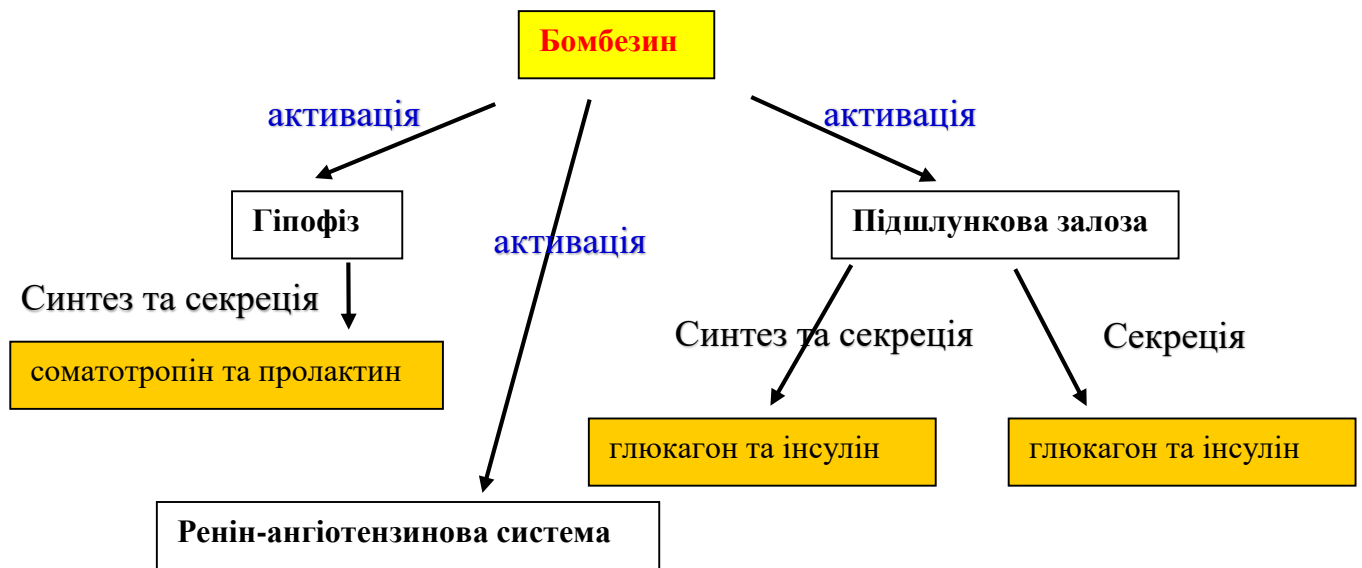 Бомбезин
активація
активація
Гіпофіз
Підшлункова залоза
активація
Синтез та секреція
Синтез та секреція
Секреція
соматотропін та пролактин
глюкагон та інсулін
глюкагон та інсулін
Ренін-ангіотензинова система